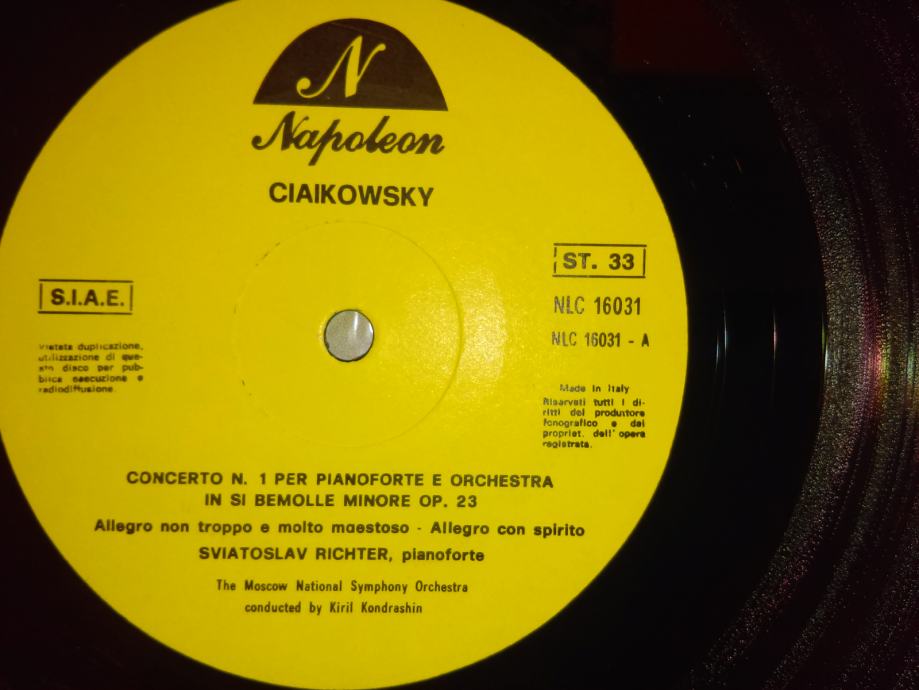 N
Napoleon
CIAIKOWSKY
S.I.A.E.
vietata duplicazione,
utilizzazione di que-
sto disco per pub-
blica esecuzione e
radiodiffusione.
ST. 33
NLC 16031
NLC 16031 - A
Made in Italy
Riservati tutti i di-
ritti del produttore
fonografico e dei
propriet. dell'opera
registrata.
CONCERTO N. 1 PER PIANOFORTE E ORCHESTRA
IN SI BEMOLLE MINORE OP. 23
Allegro non troppo e molto maestoso - Allegro con spirito
SVIATOSLAV RICHTER, pianoforte
The Moscow National Symphony Orchestra
conducted by Kiril Kondrashin